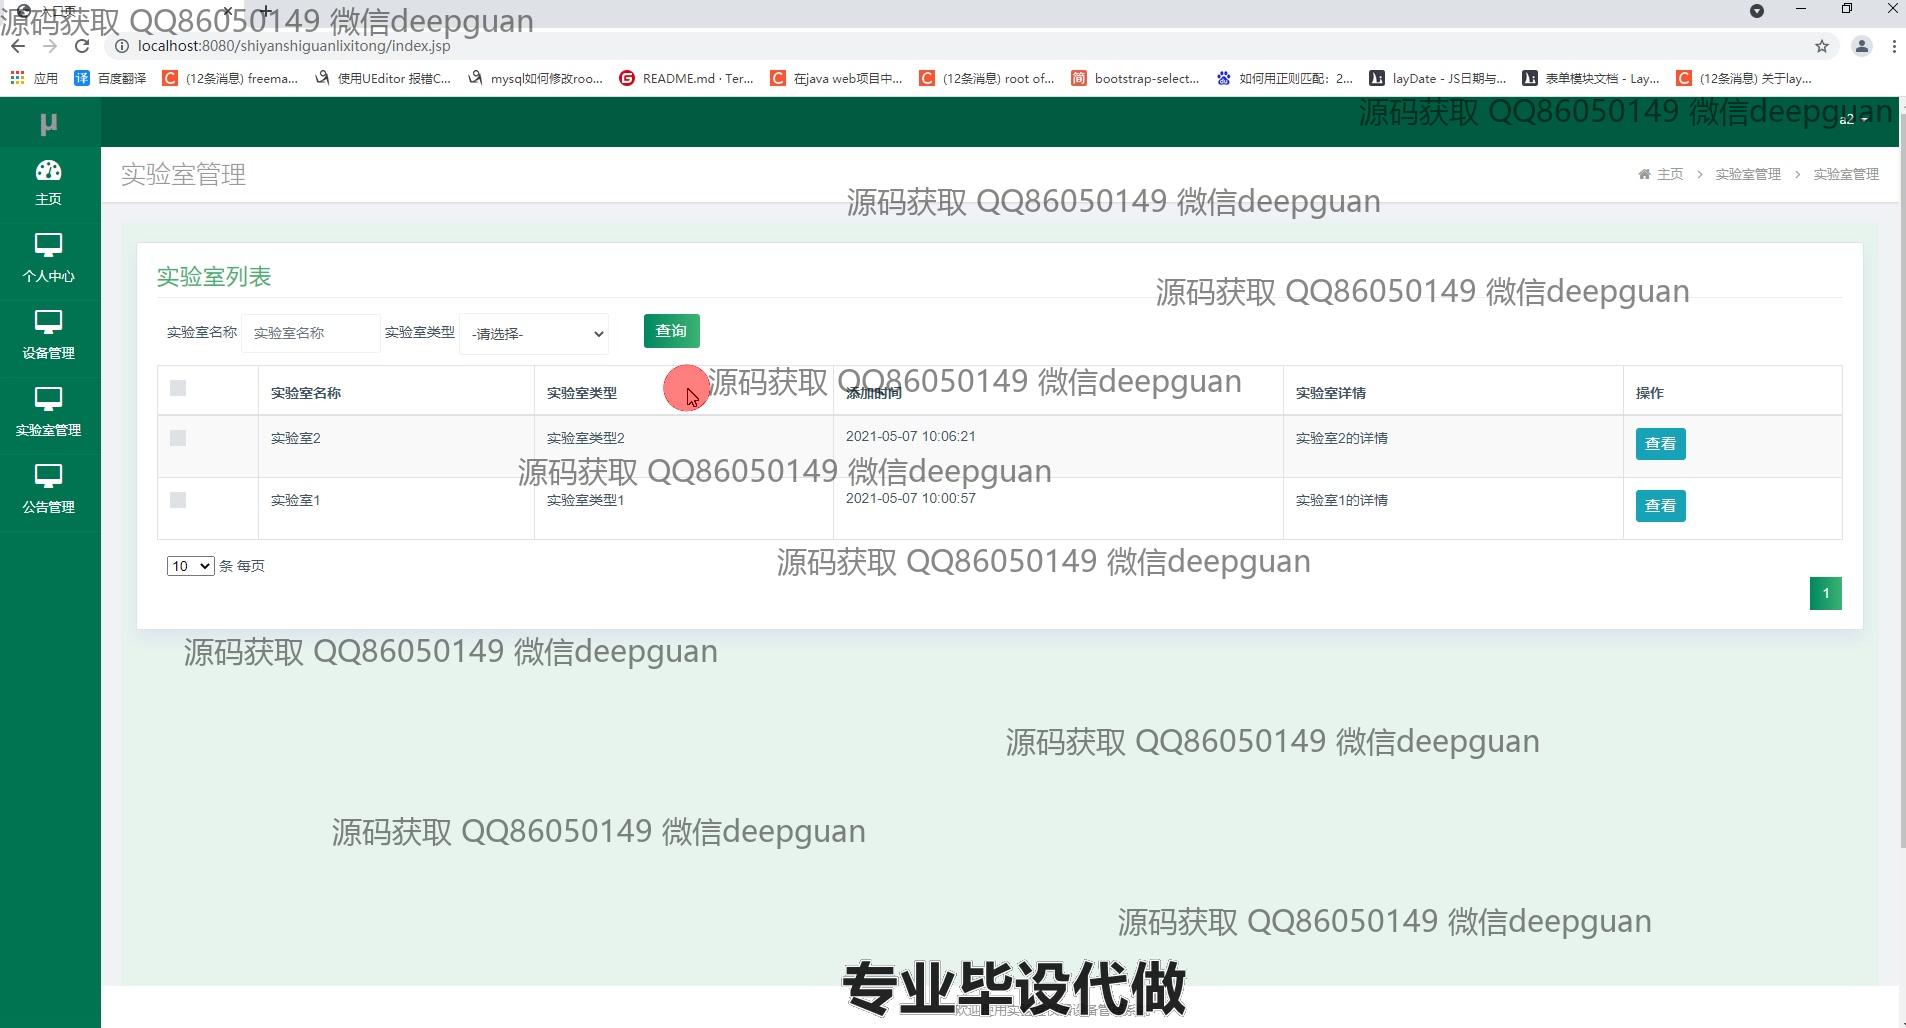 入口页
源码获取 QQ86050149 微信deepguan
localhost:8080/shiyanshiguanlixitong/index.jsp
应用 百度翻译 (12条消息) freema... 使用UEditor 报错C... mysql如何修改roo... README.md · Ter... 在java web项目中... (12条消息) root of... bootstrap-select... 如何用正则匹配：2... layDate - JS日期与... 表单模块文档 - Lay... (12条消息) 关于lay...
μ
源码获取 QQ86050149 微信deepguan
a2
主页
实验室管理
主页 > 实验室管理 > 实验室管理
源码获取 QQ86050149 微信deepguan
个人中心
实验室列表
源码获取 QQ86050149 微信deepguan
实验室名称 实验室名称 实验室类型 -请选择- 查询
设备管理
源码获取 QQ86050149 微信deepguan
实验室名称 实验室类型 添加时间 实验室详情 操作
实验室管理
实验室2 实验室类型2 2021-05-07 10:06:21 实验室2的详情 查看
源码获取 QQ86050149 微信deepguan
实验室1 实验室类型1 2021-05-07 10:00:57 实验室1的详情 查看
公告管理
10 条 每页
源码获取 QQ86050149 微信deepguan
1
源码获取 QQ86050149 微信deepguan
源码获取 QQ86050149 微信deepguan
源码获取 QQ86050149 微信deepguan
源码获取 QQ86050149 微信deepguan
专业毕设代做